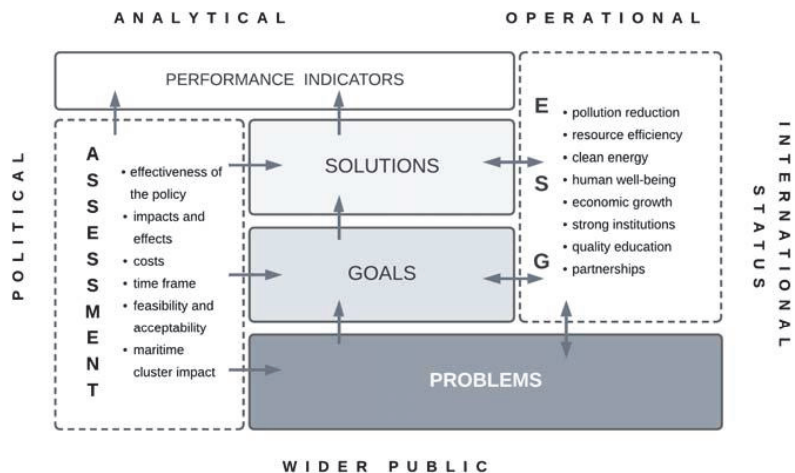 ANALYTICAL
OPERATIONAL
POLITICAL
INTERNATIONAL
STATUS
WIDER PUBLIC
PERFORMANCE INDICATORS
ASSESSMENT
• effectiveness of
the policy
• impacts and
effects
• costs
• time frame
• feasibility and
acceptability
• maritime
cluster impact
SOLUTIONS
GOALS
PROBLEMS
E
S
G
• pollution reduction
• resource efficiency
• clean energy
• human well-being
• economic growth
• strong institutions
• quality education
• partnerships